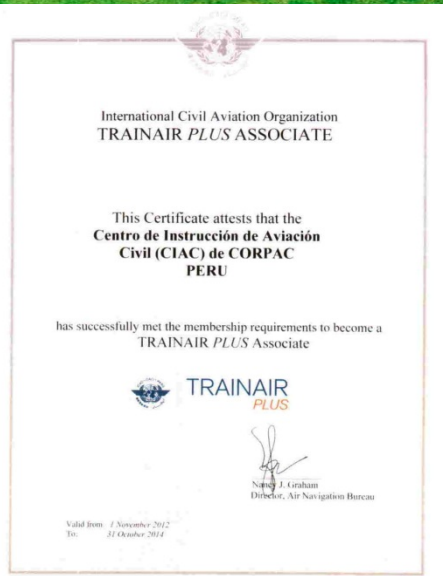 International Civil Aviation Organization
TRAINAIR PLUS ASSOCIATE
This Certificate attests that the
Centro de Instrucción de Aviación
Civil (CIAC) de CORPAC
PERU
has successfully met the membership requirements to become a
TRAINAIR PLUS Associate
TRAINAIR
PLUS
Nancy J. Graham
Director, Air Navigation Bureau
Valid from: 1 November 2012
To: 31 October 2014